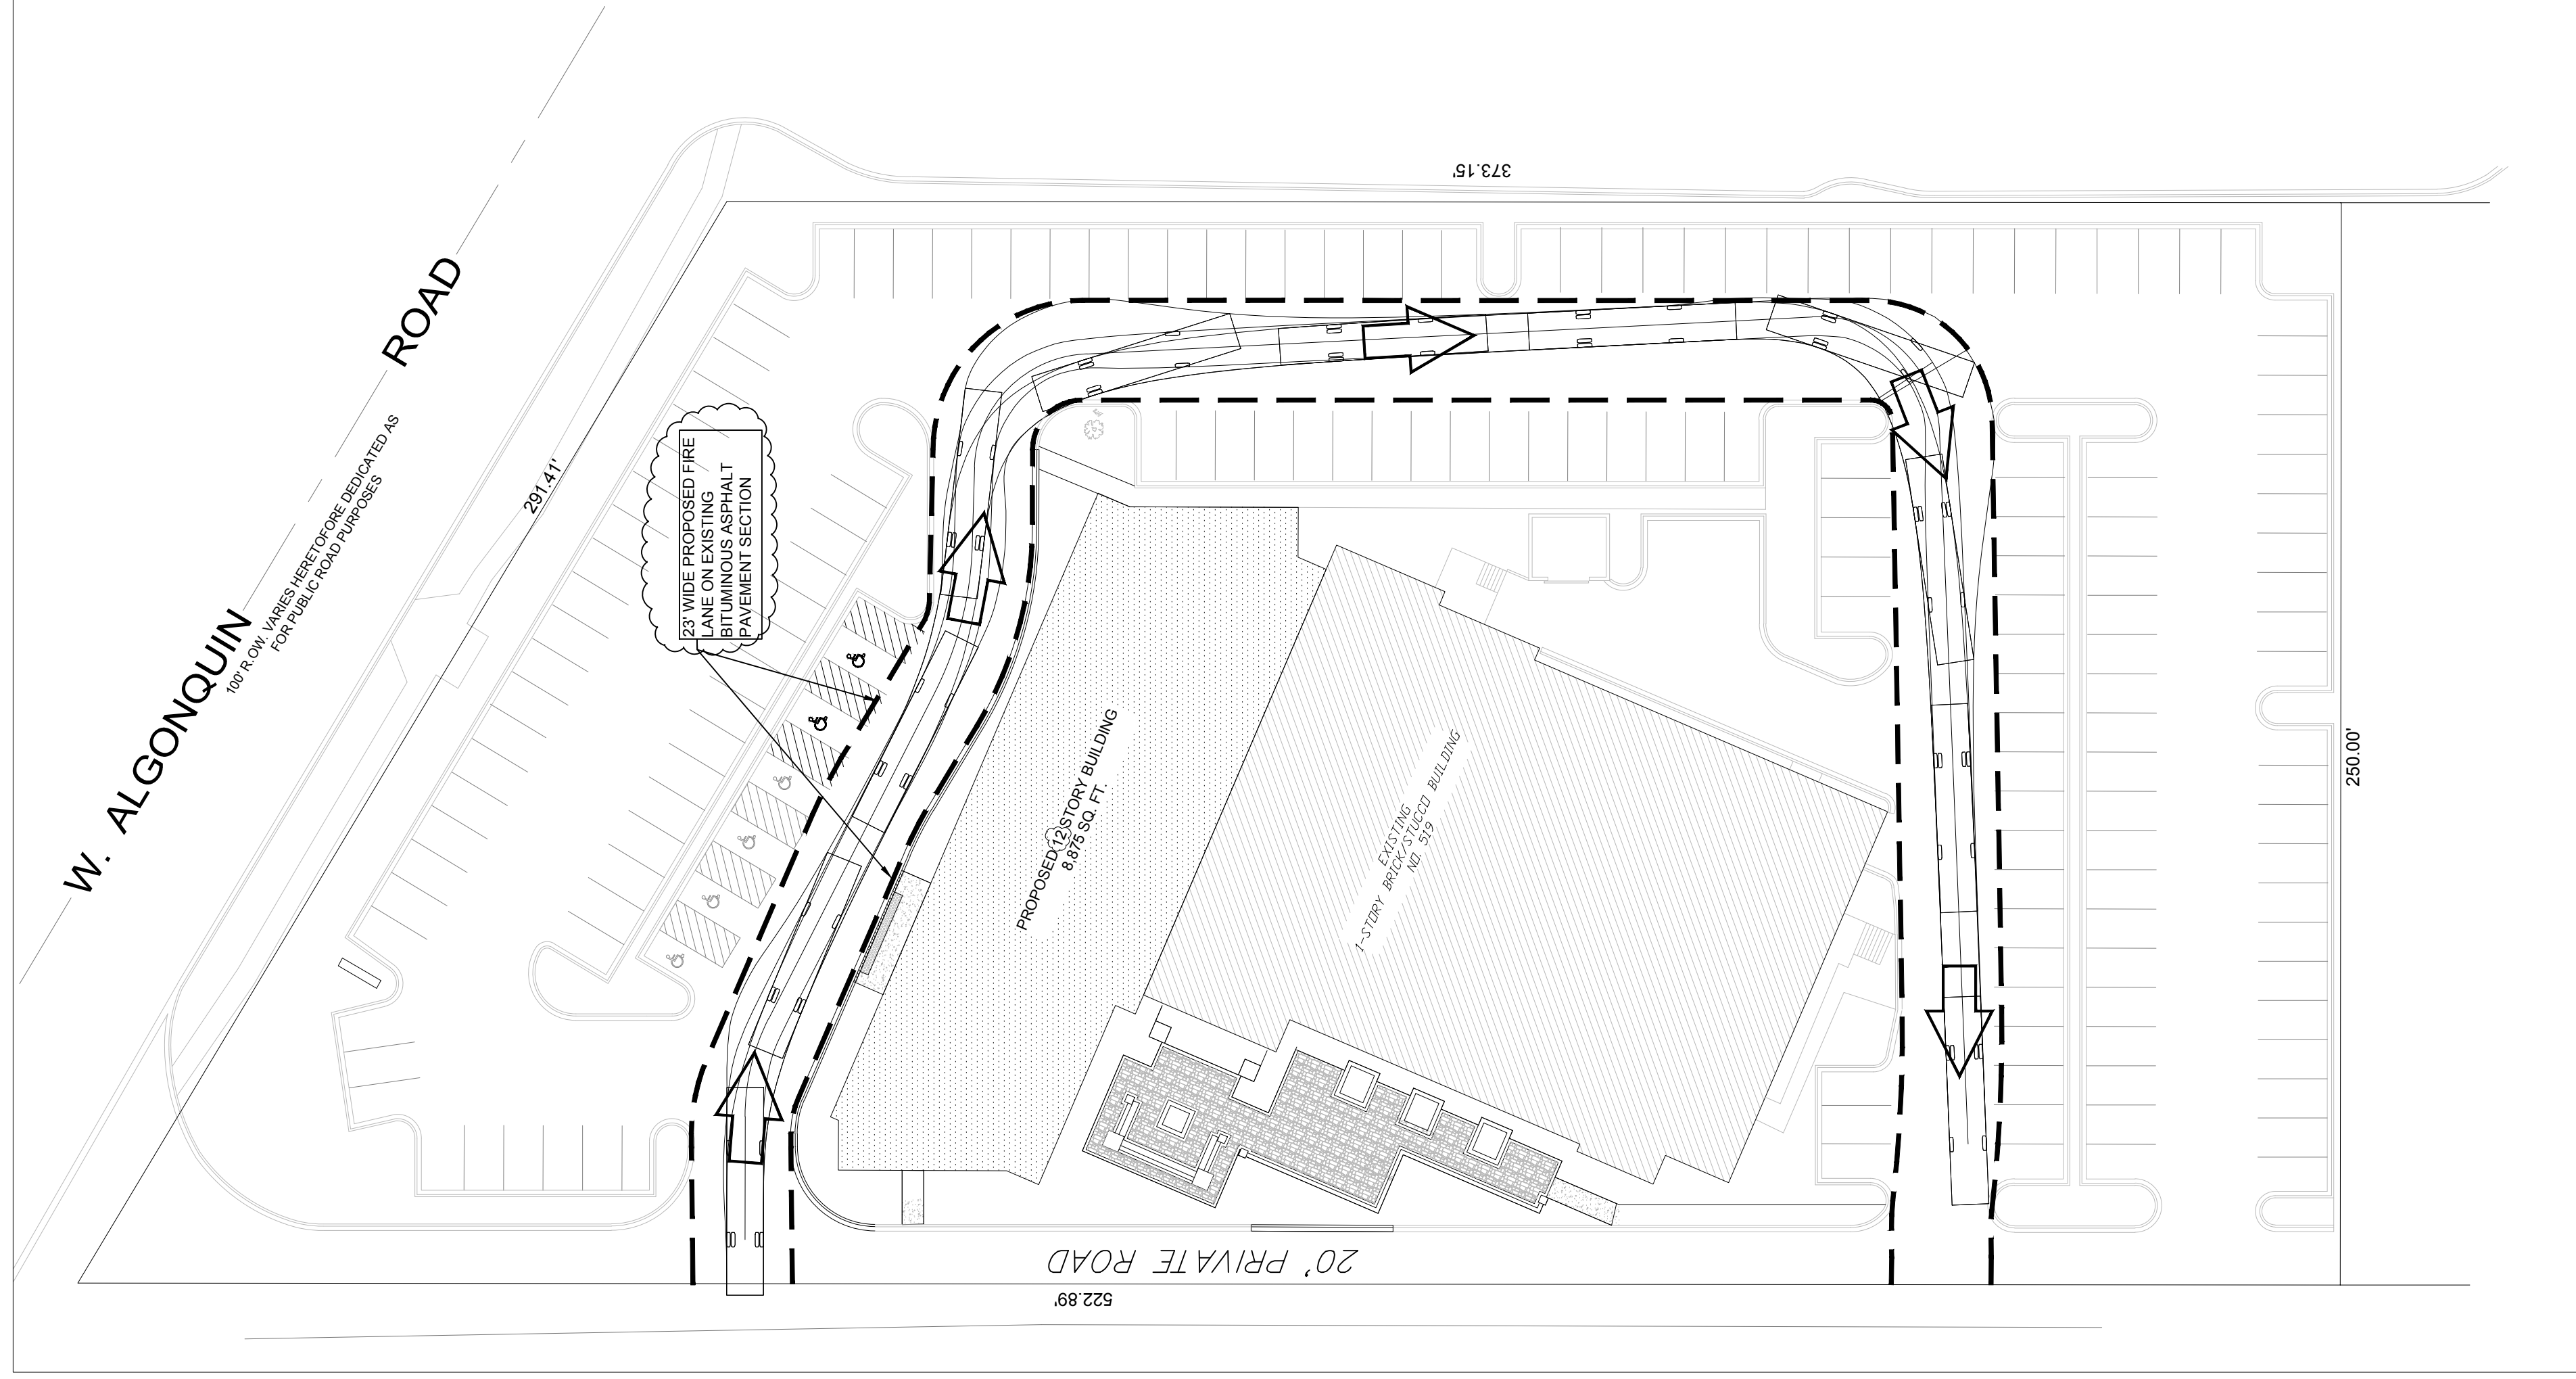 W. ALGONQUIN ROAD
100' R.OW. VARIES HERETOFORE DEDICATED AS
FOR PUBLIC ROAD PURPOSES
291.41'
373.15'
23' WIDE PROPOSED FIRE
LANE ON EXISTING
BITUMINOUS ASPHALT
PAVEMENT SECTION
PROPOSED 12 STORY BUILDING
8,875 SQ. FT.
EXISTING
1-STORY BRICK/STUCCO BUILDING
NO. 519
250.00'
20' PRIVATE ROAD
522.89'